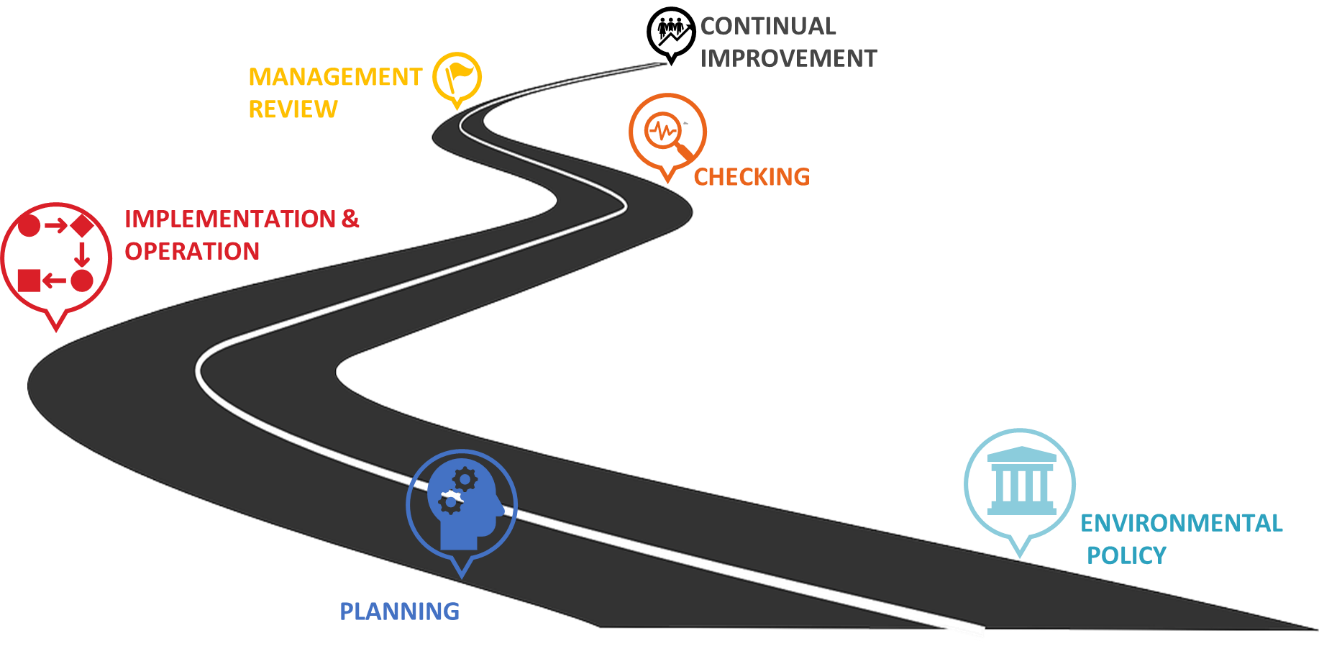 CONTINUAL
IMPROVEMENT
MANAGEMENT
REVIEW
CHECKING
IMPLEMENTATION &
OPERATION
ENVIRONMENTAL
POLICY
PLANNING